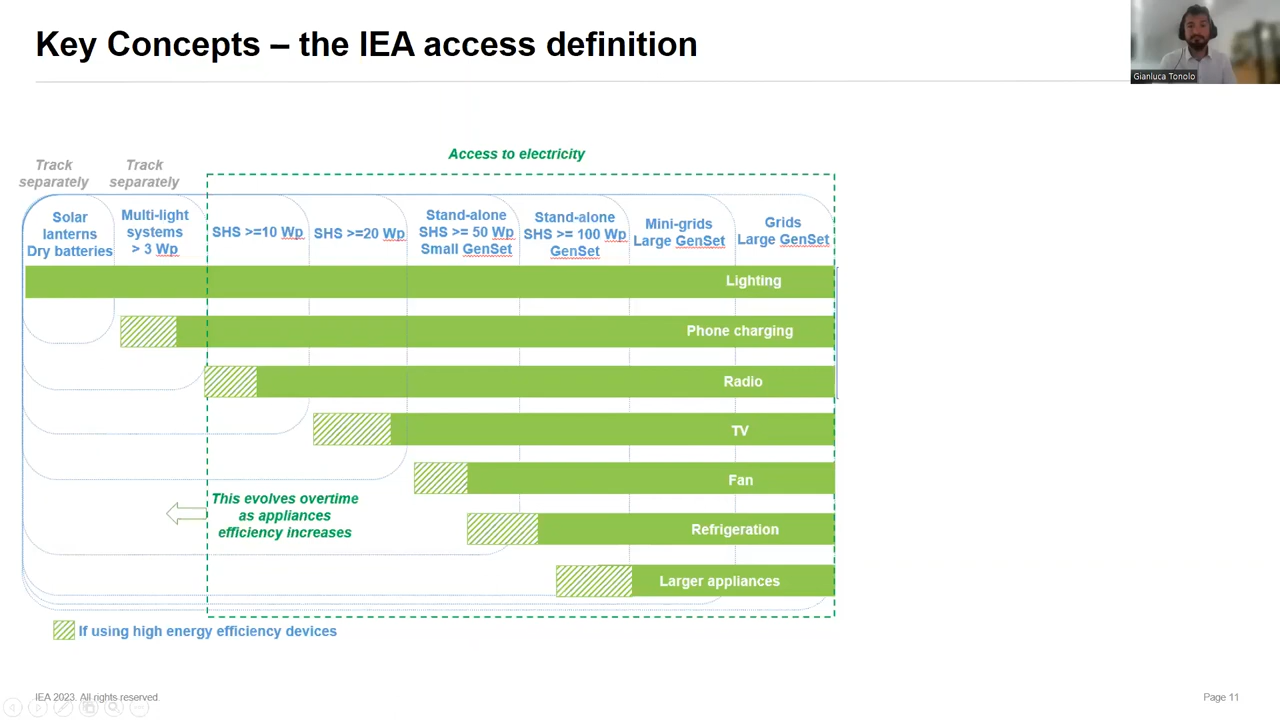 Key Concepts – the IEA access definition
Gianluca Tonolo
Access to electricity
Track
separately
Track
separately
Solar
lanterns
Dry batteries
Multi-light
systems
> 3 Wp
SHS >=10 Wp
SHS >=20 Wp
Stand-alone
SHS >= 50 Wp
Small GenSet
Stand-alone
SHS >= 100 Wp
GenSet
Mini-grids
Large GenSet
Grids
Large GenSet
Lighting
Phone charging
Radio
TV
Fan
Refrigeration
Larger appliances
This evolves overtime
as appliances
efficiency increases
If using high energy efficiency devices
IEA 2023. All rights reserved.
Page 11